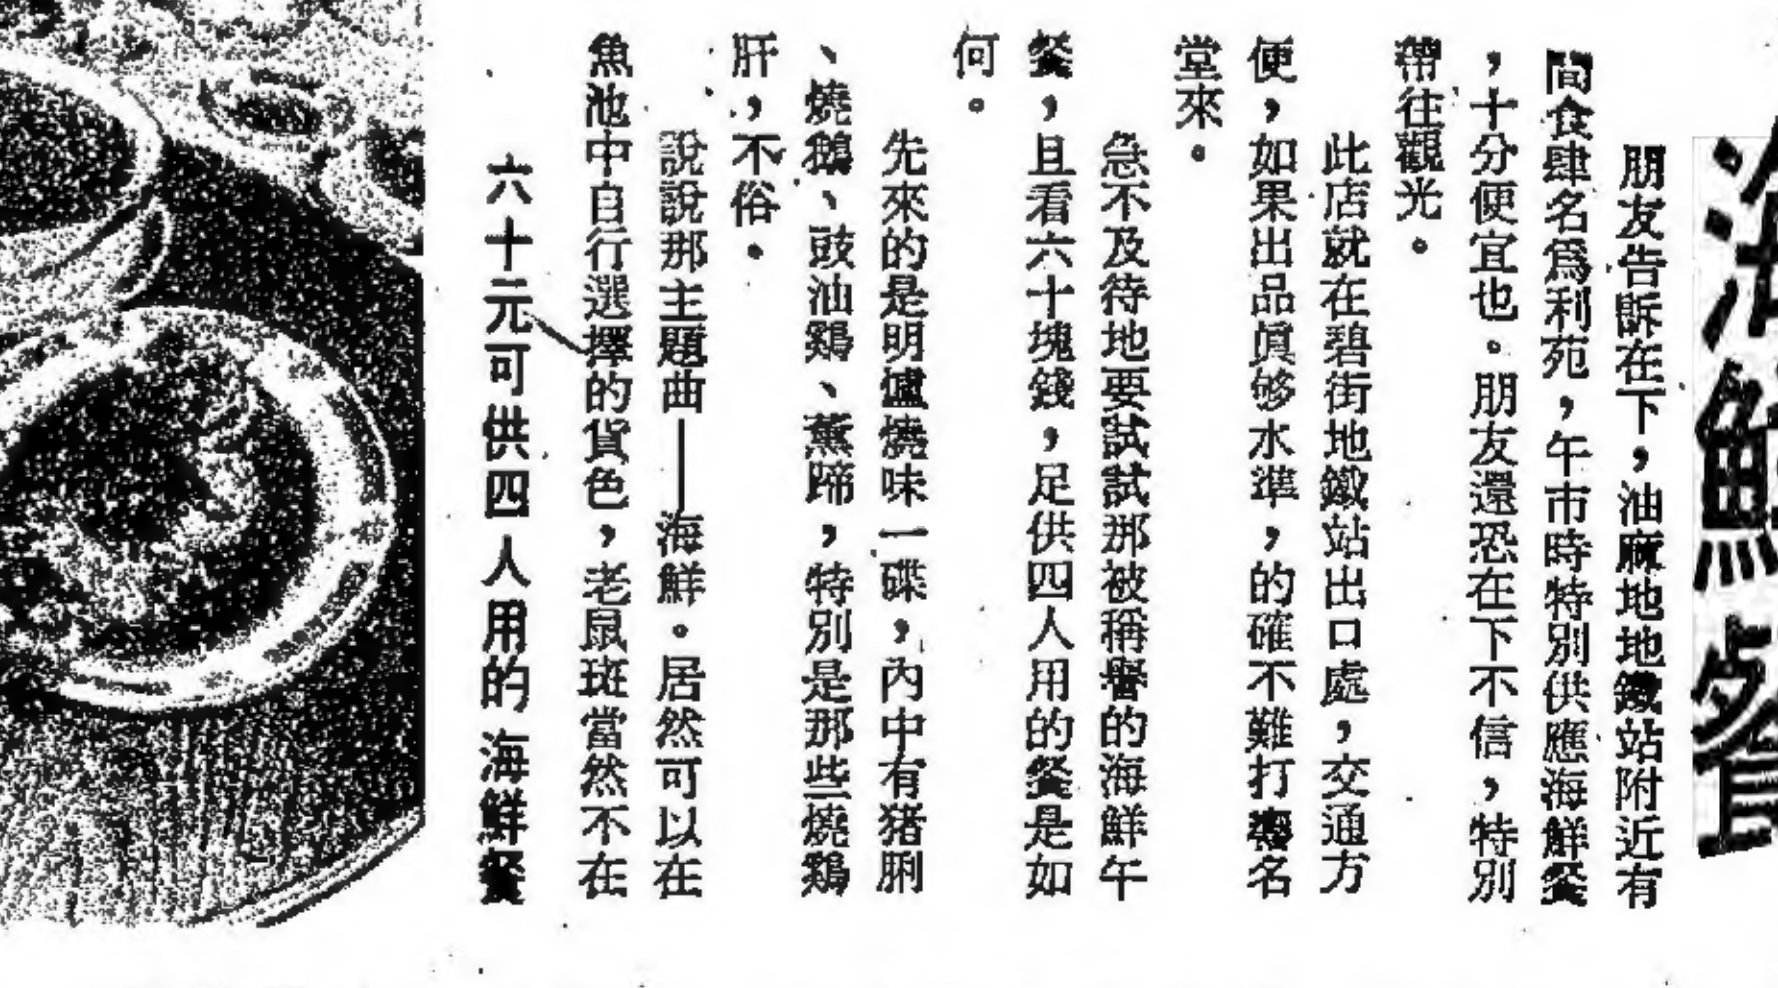 海鮮餐
朋友告訴在下，油麻地地鐵站附近有
間食肆名爲利苑，午市時特別供應海鮮餐
，十分便宜也。朋友還恐在下不信，特別
帶往觀光。
此店就在碧街地鐵站出口處，交通方
便，如果出品眞够水準，的確不難打響名
堂來。
急不及待地要試試那被稱譽的海鮮午
餐，且看六十塊錢，足供四人用的餐是如
何。
先來的是明爐燒味一碟，內中有猪脷
、燒鵝、豉油鷄、薰蹄，特別是那些燒鷄
肝，不俗。
說說那主題曲——海鮮。居然可以在
魚池中自行選擇的貨色，老鼠斑當然不在
六十元可供四人用的海鮮餐